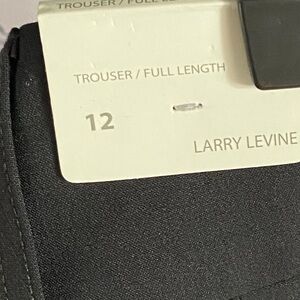 TROUSER / FULL LENGTH
12
LARRY LEVINE